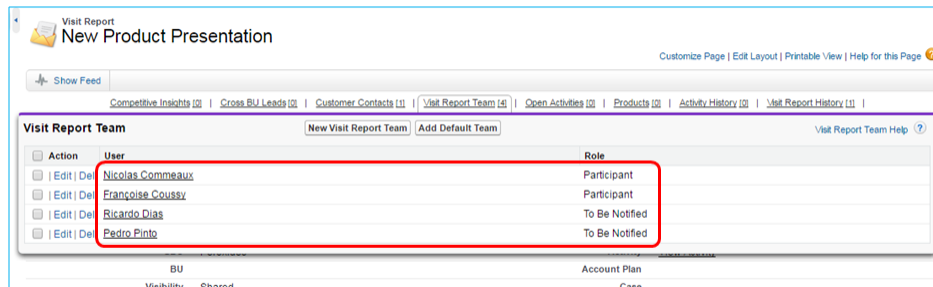 Visit Report
New Product Presentation
Customize Page | Edit Layout | Printable View | Help for this Page
Show Feed
Competitive Insights [0] | Cross BU Leads [0] | Customer Contacts [1] | Visit Report Team [4] | Open Activities [0] | Products [0] | Activity History [0] | Visit Report History [1] |
Visit Report Team New Visit Report Team Add Default Team Visit Report Team Help ?
Action User Role
| Edit | Del Nicolas Commeaux Participant
| Edit | Del Françoise Coussy Participant
| Edit | Del Ricardo Dias To Be Notified
| Edit | Del Pedro Pinto To Be Notified
BU Account Plan
Visibility Shared Case